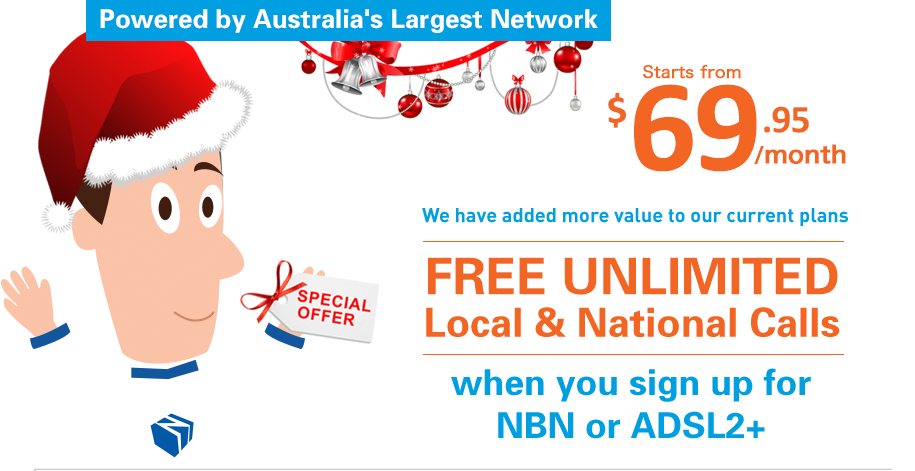 Powered by Australia's Largest Network
Starts from
$69.95
/month
We have added more value to our current plans
FREE UNLIMITED
Local & National Calls
SPECIAL
OFFER
when you sign up for
NBN or ADSL2+